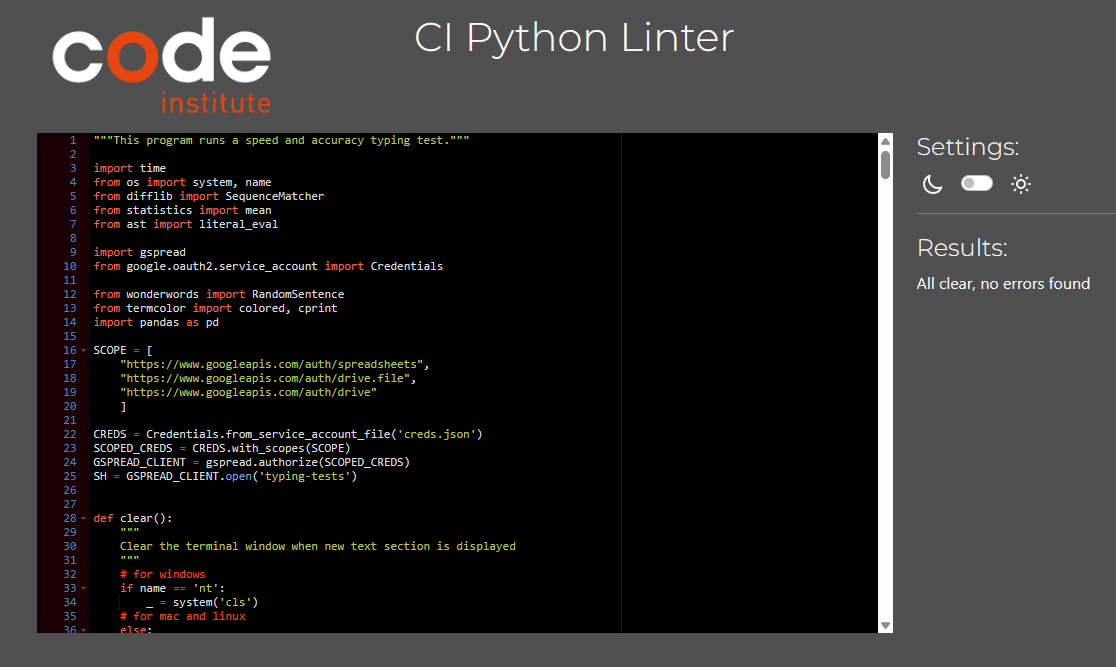 code
institute
CI Python Linter
1 """This program runs a speed and accuracy typing test."""
2
3 import time
4 from os import system, name
5 from difflib import SequenceMatcher
6 from statistics import mean
7 from ast import literal_eval
8
9 import gspread
10 from google.oauth2.service_account import Credentials
11
12 from wonderwords import RandomSentence
13 from termcolor import colored, cprint
14 import pandas as pd
15
16 SCOPE = [
17     "https://www.googleapis.com/auth/spreadsheets",
18     "https://www.googleapis.com/auth/drive.file",
19     "https://www.googleapis.com/auth/drive"
20     ]
21
22 CREDS = Credentials.from_service_account_file('creds.json')
23 SCOPED_CREDS = CREDS.with_scopes(SCOPE)
24 GSPREAD_CLIENT = gspread.authorize(SCOPED_CREDS)
25 SH = GSPREAD_CLIENT.open('typing-tests')
26
27
28 def clear():
29     """
30     Clear the terminal window when new text section is displayed
31     """
32     # for windows
33     if name == 'nt':
34         _ = system('cls')
35     # for mac and linux
36     else:
Settings:
Results:
All clear, no errors found